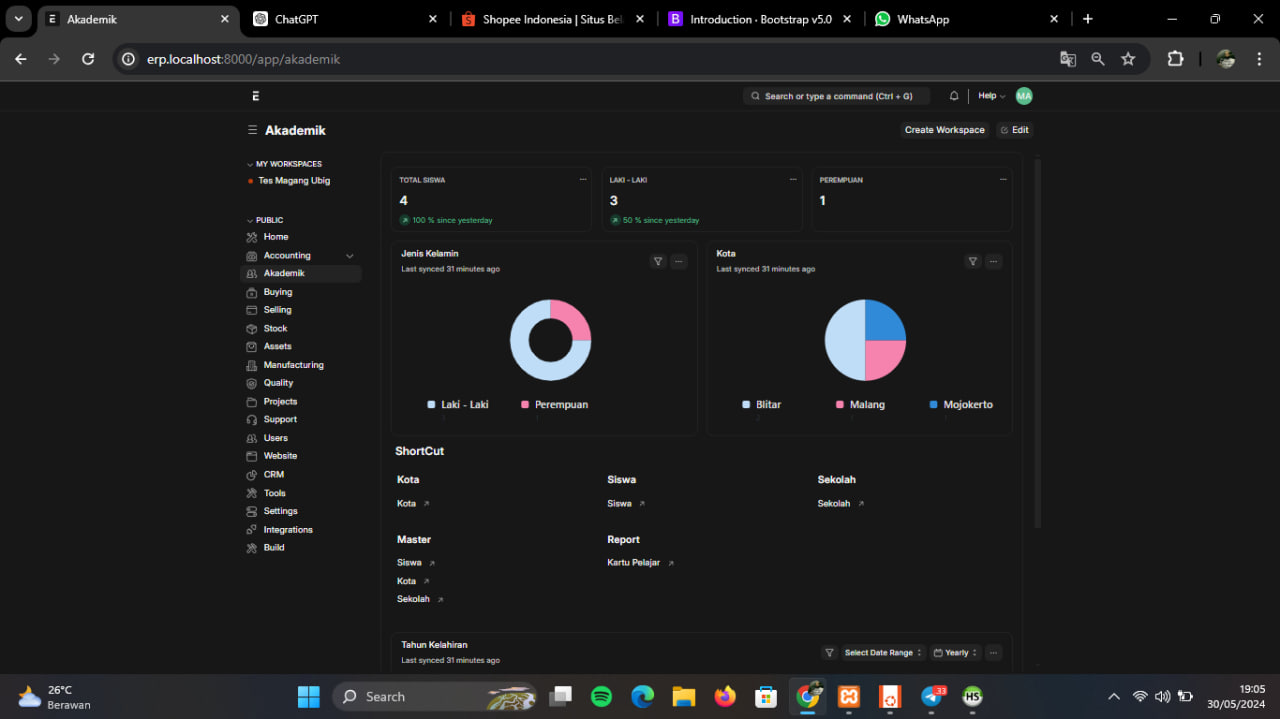 Akademik
ChatGPT
Shopee Indonesia | Situs Bel
Introduction · Bootstrap v5.0
WhatsApp
erp.localhost:8000/app/akademik
E
Search or type a command (Ctrl + G)
Help
MA
Akademik
Create Workspace
Edit
MY WORKSPACES
Tes Magang Ubig
PUBLIC
Home
Accounting
Akademik
Buying
Selling
Stock
Assets
Manufacturing
Quality
Projects
Support
Users
Website
CRM
Tools
Settings
Integrations
Build
TOTAL SISWA
4
100 % since yesterday
LAKI - LAKI
3
50 % since yesterday
PEREMPUAN
1
Jenis Kelamin
Last synced 31 minutes ago
Laki - Laki
Perempuan
Kota
Last synced 31 minutes ago
Blitar
Malang
Mojokerto
ShortCut
Kota
Kota
Siswa
Siswa
Sekolah
Sekolah
Master
Siswa
Kota
Sekolah
Report
Kartu Pelajar
Tahun Kelahiran
Last synced 31 minutes ago
Select Date Range
Yearly
26°C
Berawan
Search
33
HS
19:05
30/05/2024